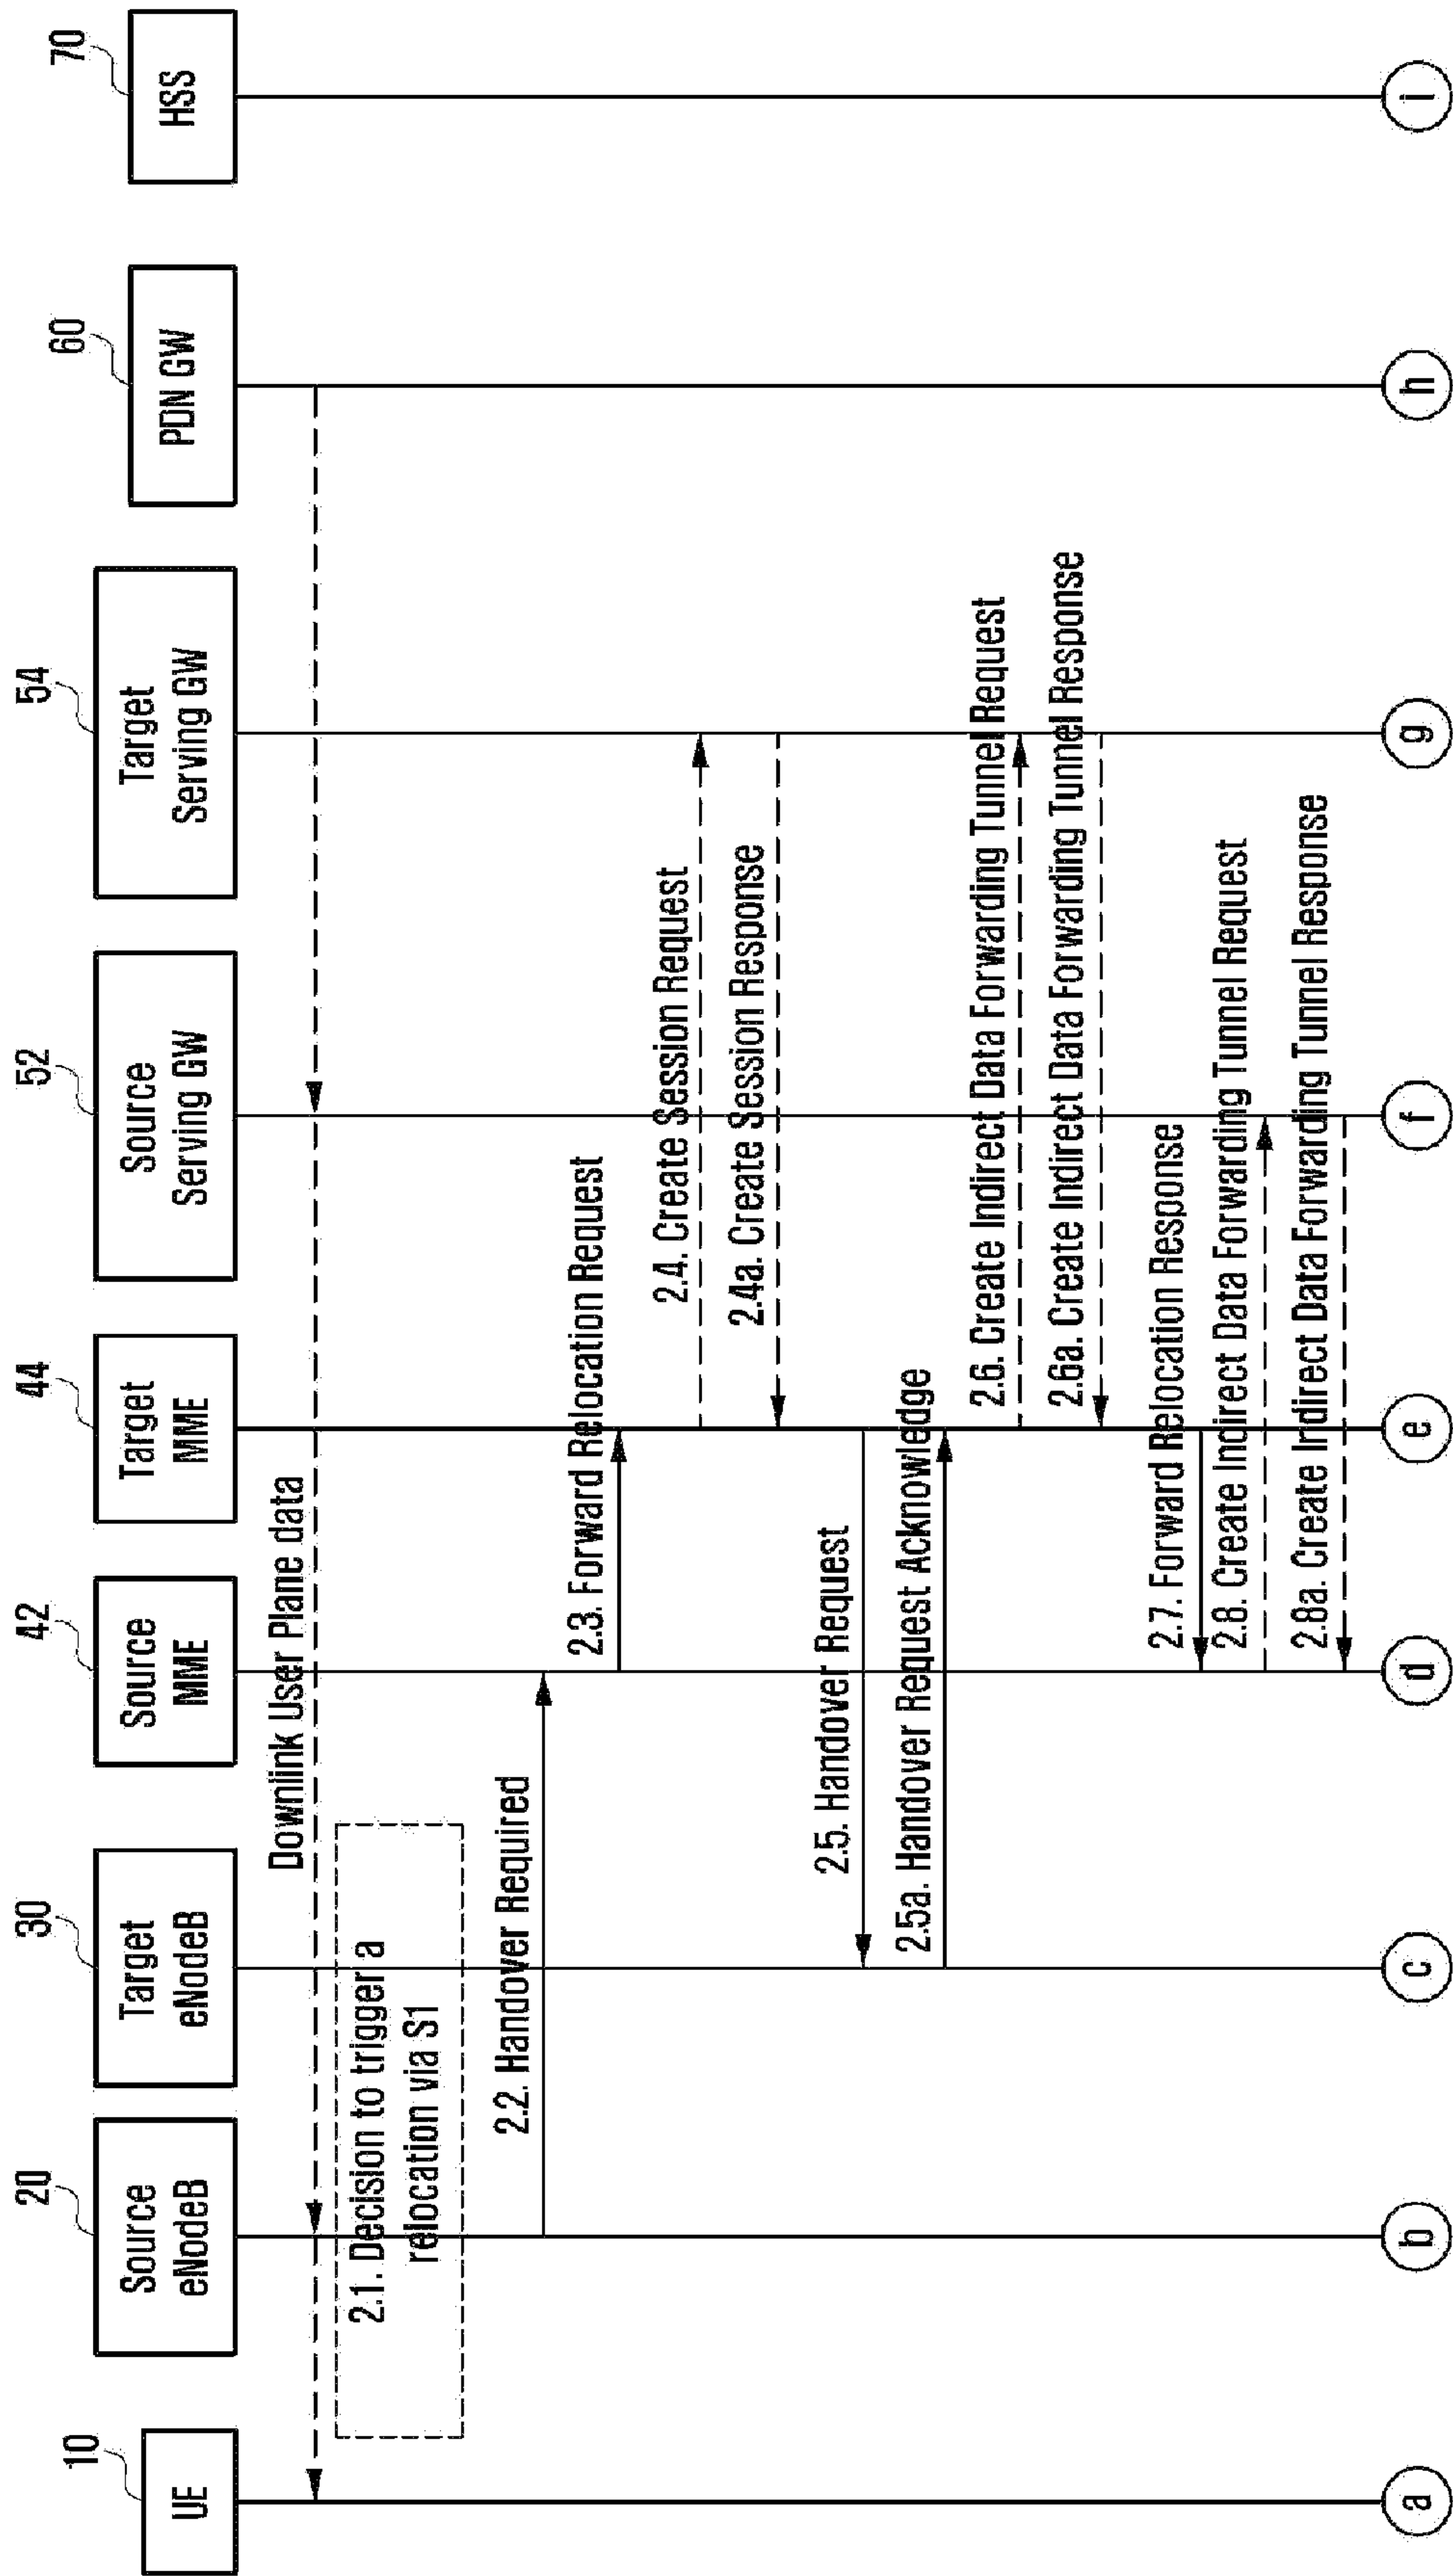 10
20
30
42
44
52
54
60
70
UE
Source
eNodeB
Target
eNodeB
Source
MME
Target
MME
Source
Serving GW
Target
Serving GW
PDN GW
HSS
Downlink User Plane data
2.1. Decision to trigger a
relocation via S1
2.2. Handover Required
2.3. Forward Relocation Request
2.4. Create Session Request
2.4a. Create Session Response
2.5. Handover Request
2.5a. Handover Request Acknowledge
2.6. Create Indirect Data Forwarding Tunnel Request
2.6a. Create Indirect Data Forwarding Tunnel Response
2.7. Forward Relocation Response
2.8. Create Indirect Data Forwarding Tunnel Request
2.8a. Create Indirect Data Forwarding Tunnel Response
a
b
c
d
e
f
g
h
i